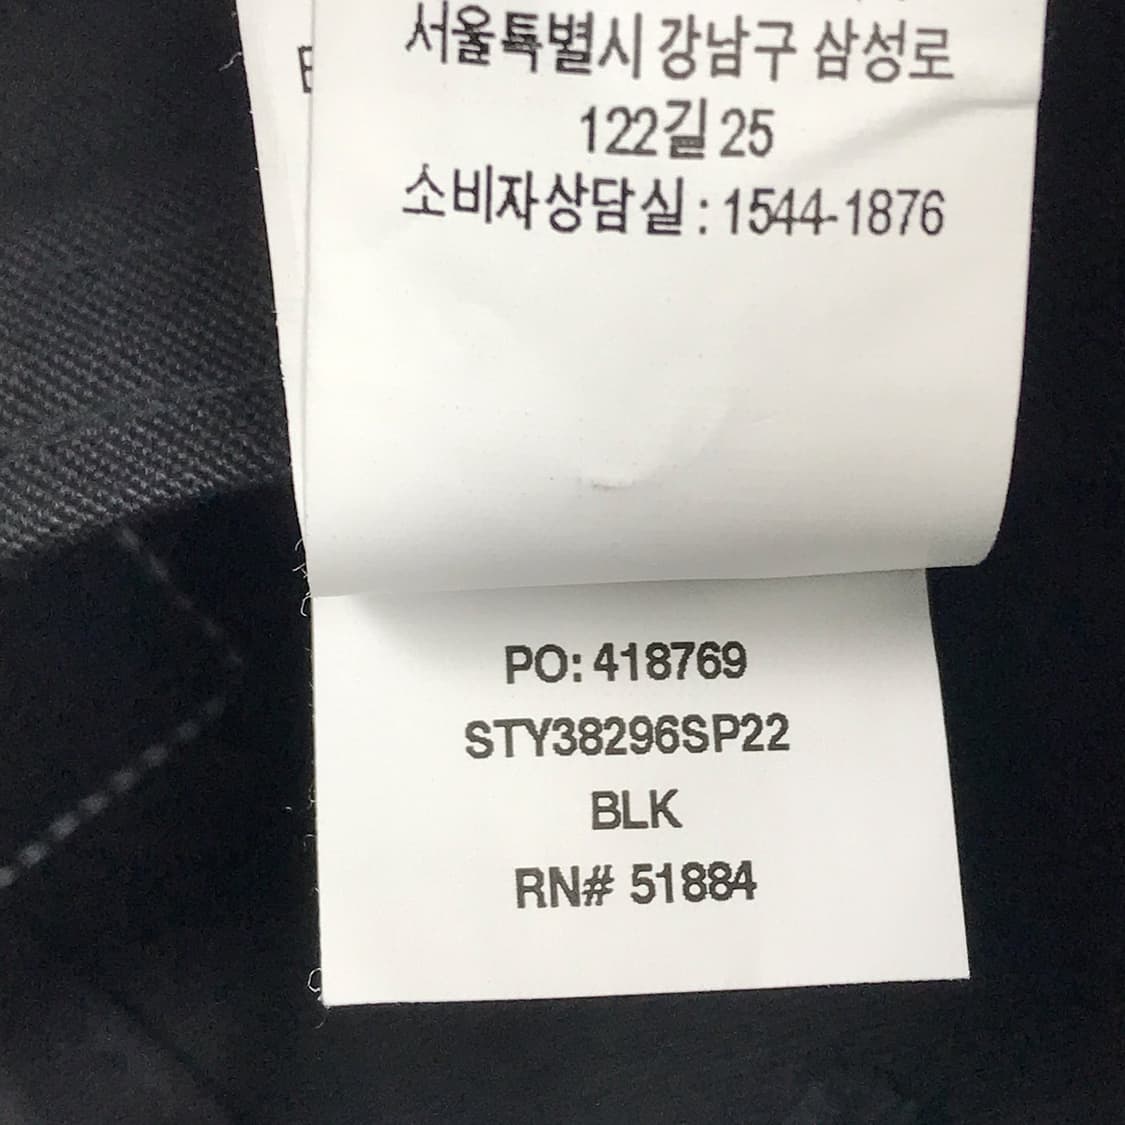 서울특별시 강남구 삼성로
122길 25
소비자상담실 : 1544-1876
PO: 418769
STY38296SP22
BLK
RN# 51884